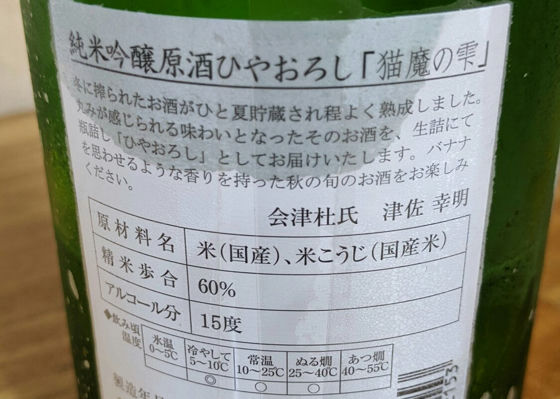 純米吟醸原酒ひやおろし「猫魔の雫」
冬に搾られたお酒がひと夏貯蔵され程よく熟成しました。
丸みが感じられる味わいとなったそのお酒を、生詰にて
瓶詰し「ひやおろし」としてお届けいたします。バナナ
を思わせるような香りを持った秋の旬のお酒をお楽しみ
ください。
会津杜氏 津佐 幸明
原材料名 米(国産)、米こうじ(国産米)
精米歩合 60%
アルコール分 15度
◆飲み頃温度
氷温 0〜5℃
冷やして 5〜10℃ ◎
常温 10〜25℃ ○
ぬる燗 25〜40℃ ○
あつ燗 40〜55℃
製造年月
153